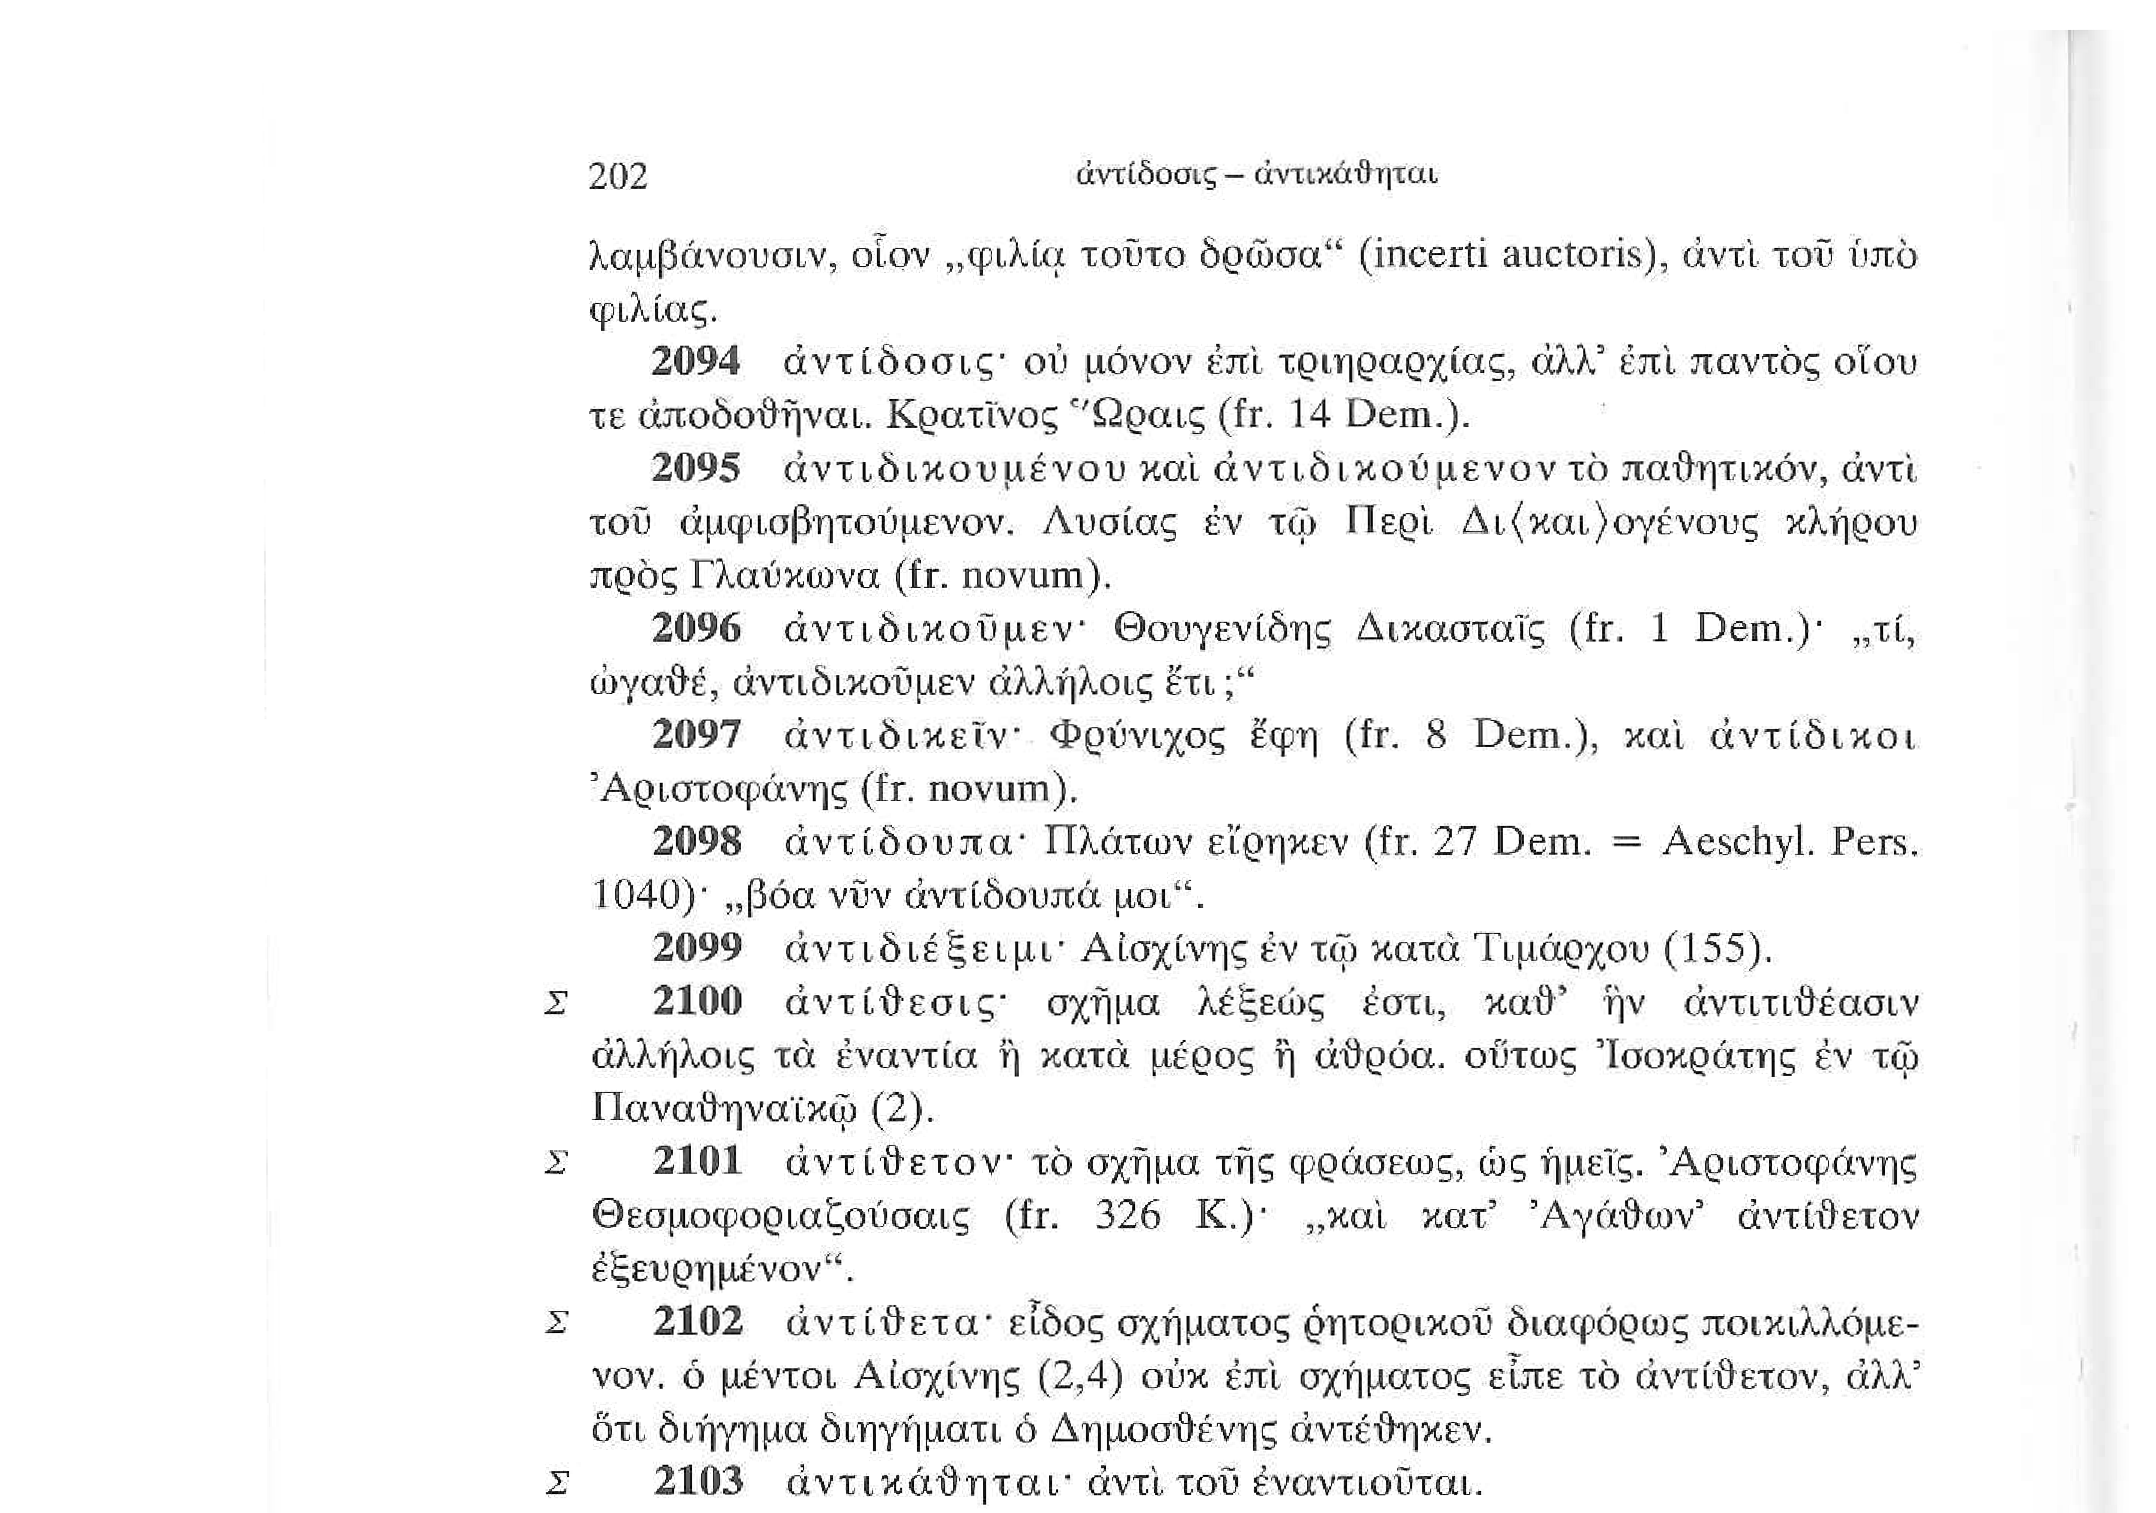 202 ἀντίδοσις – ἀντικάθηται
λαμβάνουσιν, οἷον „φιλίᾳ τοῦτο δρῶσα“ (incerti auctoris), ἀντὶ τοῦ ὑπὸ
φιλίας.
2094 ἀντίδοσις· οὐ μόνον ἐπὶ τριηραρχίας, ἀλλ’ ἐπὶ παντὸς οἵου
τε ἀποδοθῆναι. Κρατῖνος Ὥραις (fr. 14 Dem.).
2095 ἀντιδικουμένου καὶ ἀντιδικούμενον τὸ παθητικόν, ἀντὶ
τοῦ ἀμφισβητούμενον. Λυσίας ἐν τῷ Περὶ Δι⟨και⟩ογένους κλήρου
πρὸς Γλαύκωνα (fr. novum).
2096 ἀντιδικοῦμεν· Θουγενίδης Δικασταῖς (fr. 1 Dem.)· „τί,
ὠγαθέ, ἀντιδικοῦμεν ἀλλήλοις ἔτι;“
2097 ἀντιδικεῖν· Φρύνιχος ἔφη (fr. 8 Dem.), καὶ ἀντίδικοι
Ἀριστοφάνης (fr. novum).
2098 ἀντίδουπα· Πλάτων εἴρηκεν (fr. 27 Dem. = Aeschyl. Pers.
1040)· „βόα νῦν ἀντίδουπά μοι“.
2099 ἀντιδιέξειμι· Αἰσχίνης ἐν τῷ κατὰ Τιμάρχου (155).
Σ 2100 ἀντίθεσις· σχῆμα λέξεώς ἐστι, καθ’ ἣν ἀντιτιθέασιν
ἀλλήλοις τὰ ἐναντία ἢ κατὰ μέρος ἢ ἀθρόα. οὕτως Ἰσοκράτης ἐν τῷ
Παναθηναϊκῷ (2).
Σ 2101 ἀντίθετον· τὸ σχῆμα τῆς φράσεως, ὡς ἡμεῖς. Ἀριστοφάνης
Θεσμοφοριαζούσαις (fr. 326 K.)· „καὶ κατ’ Ἀγάθων’ ἀντίθετον
ἐξευρημένον“.
Σ 2102 ἀντίθετα· εἶδος σχήματος ῥητορικοῦ διαφόρως ποικιλλόμε-
νον. ὁ μέντοι Αἰσχίνης (2,4) οὐκ ἐπὶ σχήματος εἶπε τὸ ἀντίθετον, ἀλλ’
ὅτι διήγημα διηγήματι ὁ Δημοσθένης ἀντέθηκεν.
Σ 2103 ἀντικάθηται· ἀντὶ τοῦ ἐναντιοῦται.